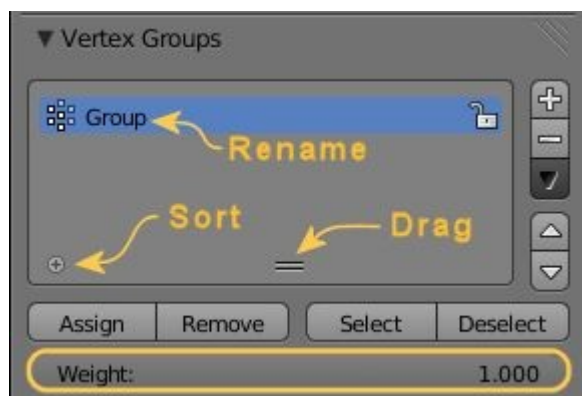 Vertex Groups
Group
Rename
Sort
Drag
Assign Remove Select Deselect
Weight: 1.000